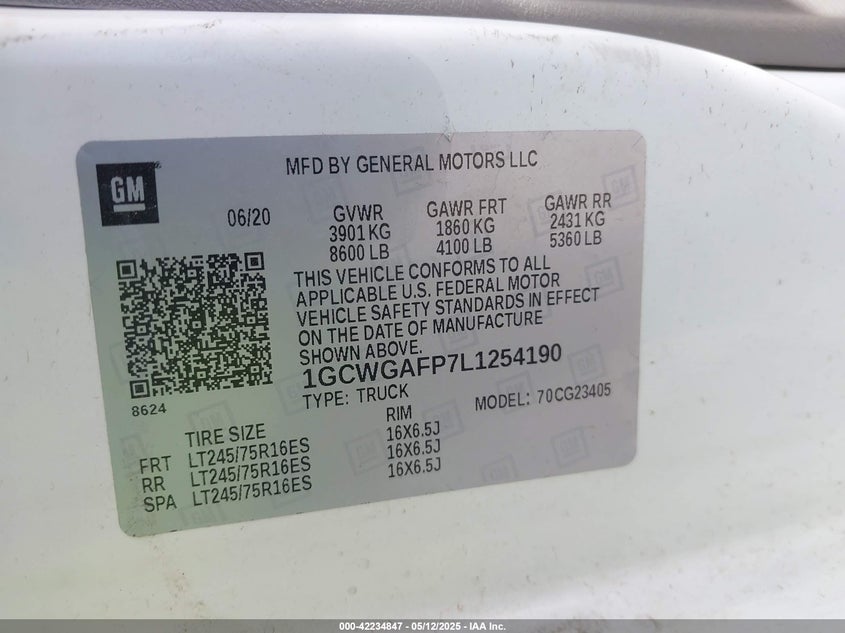 GM
MFD BY GENERAL MOTORS LLC
06/20
GVWR GAWR FRT GAWR RR
3901 KG 1860 KG 2431 KG
8600 LB 4100 LB 5360 LB
THIS VEHICLE CONFORMS TO ALL
APPLICABLE U.S. FEDERAL MOTOR
VEHICLE SAFETY STANDARDS IN EFFECT
ON THE DATE OF MANUFACTURE
SHOWN ABOVE.
1GCWGAFP7L1254190
8624
TYPE: TRUCK MODEL: 70CG23405
TIRE SIZE RIM
FRT LT245/75R16ES 16X6.5J
RR LT245/75R16ES 16X6.5J
SPA LT245/75R16ES 16X6.5J
000-42234847 - 05/12/2025 - IAA Inc.